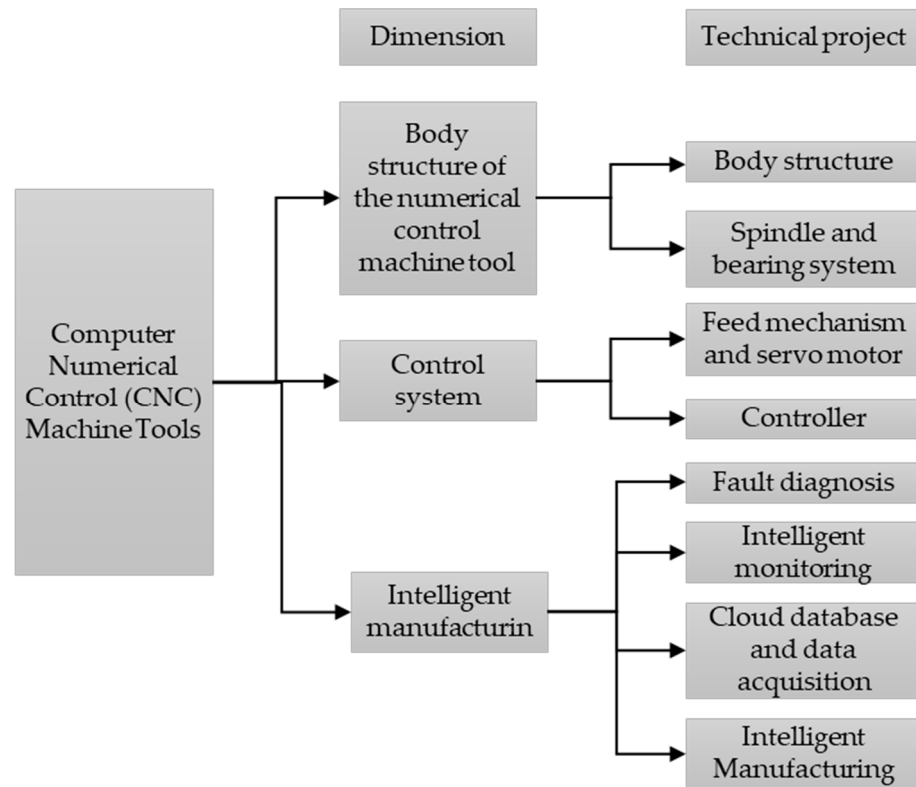 Dimension
Technical project
Computer
Numerical
Control (CNC)
Machine Tools
Body
structure of
the numerical
control
machine tool
Body structure
Spindle and
bearing system
Control
system
Feed mechanism
and servo motor
Controller
Intelligent
manufacturin
Fault diagnosis
Intelligent
monitoring
Cloud database
and data
acquisition
Intelligent
Manufacturing